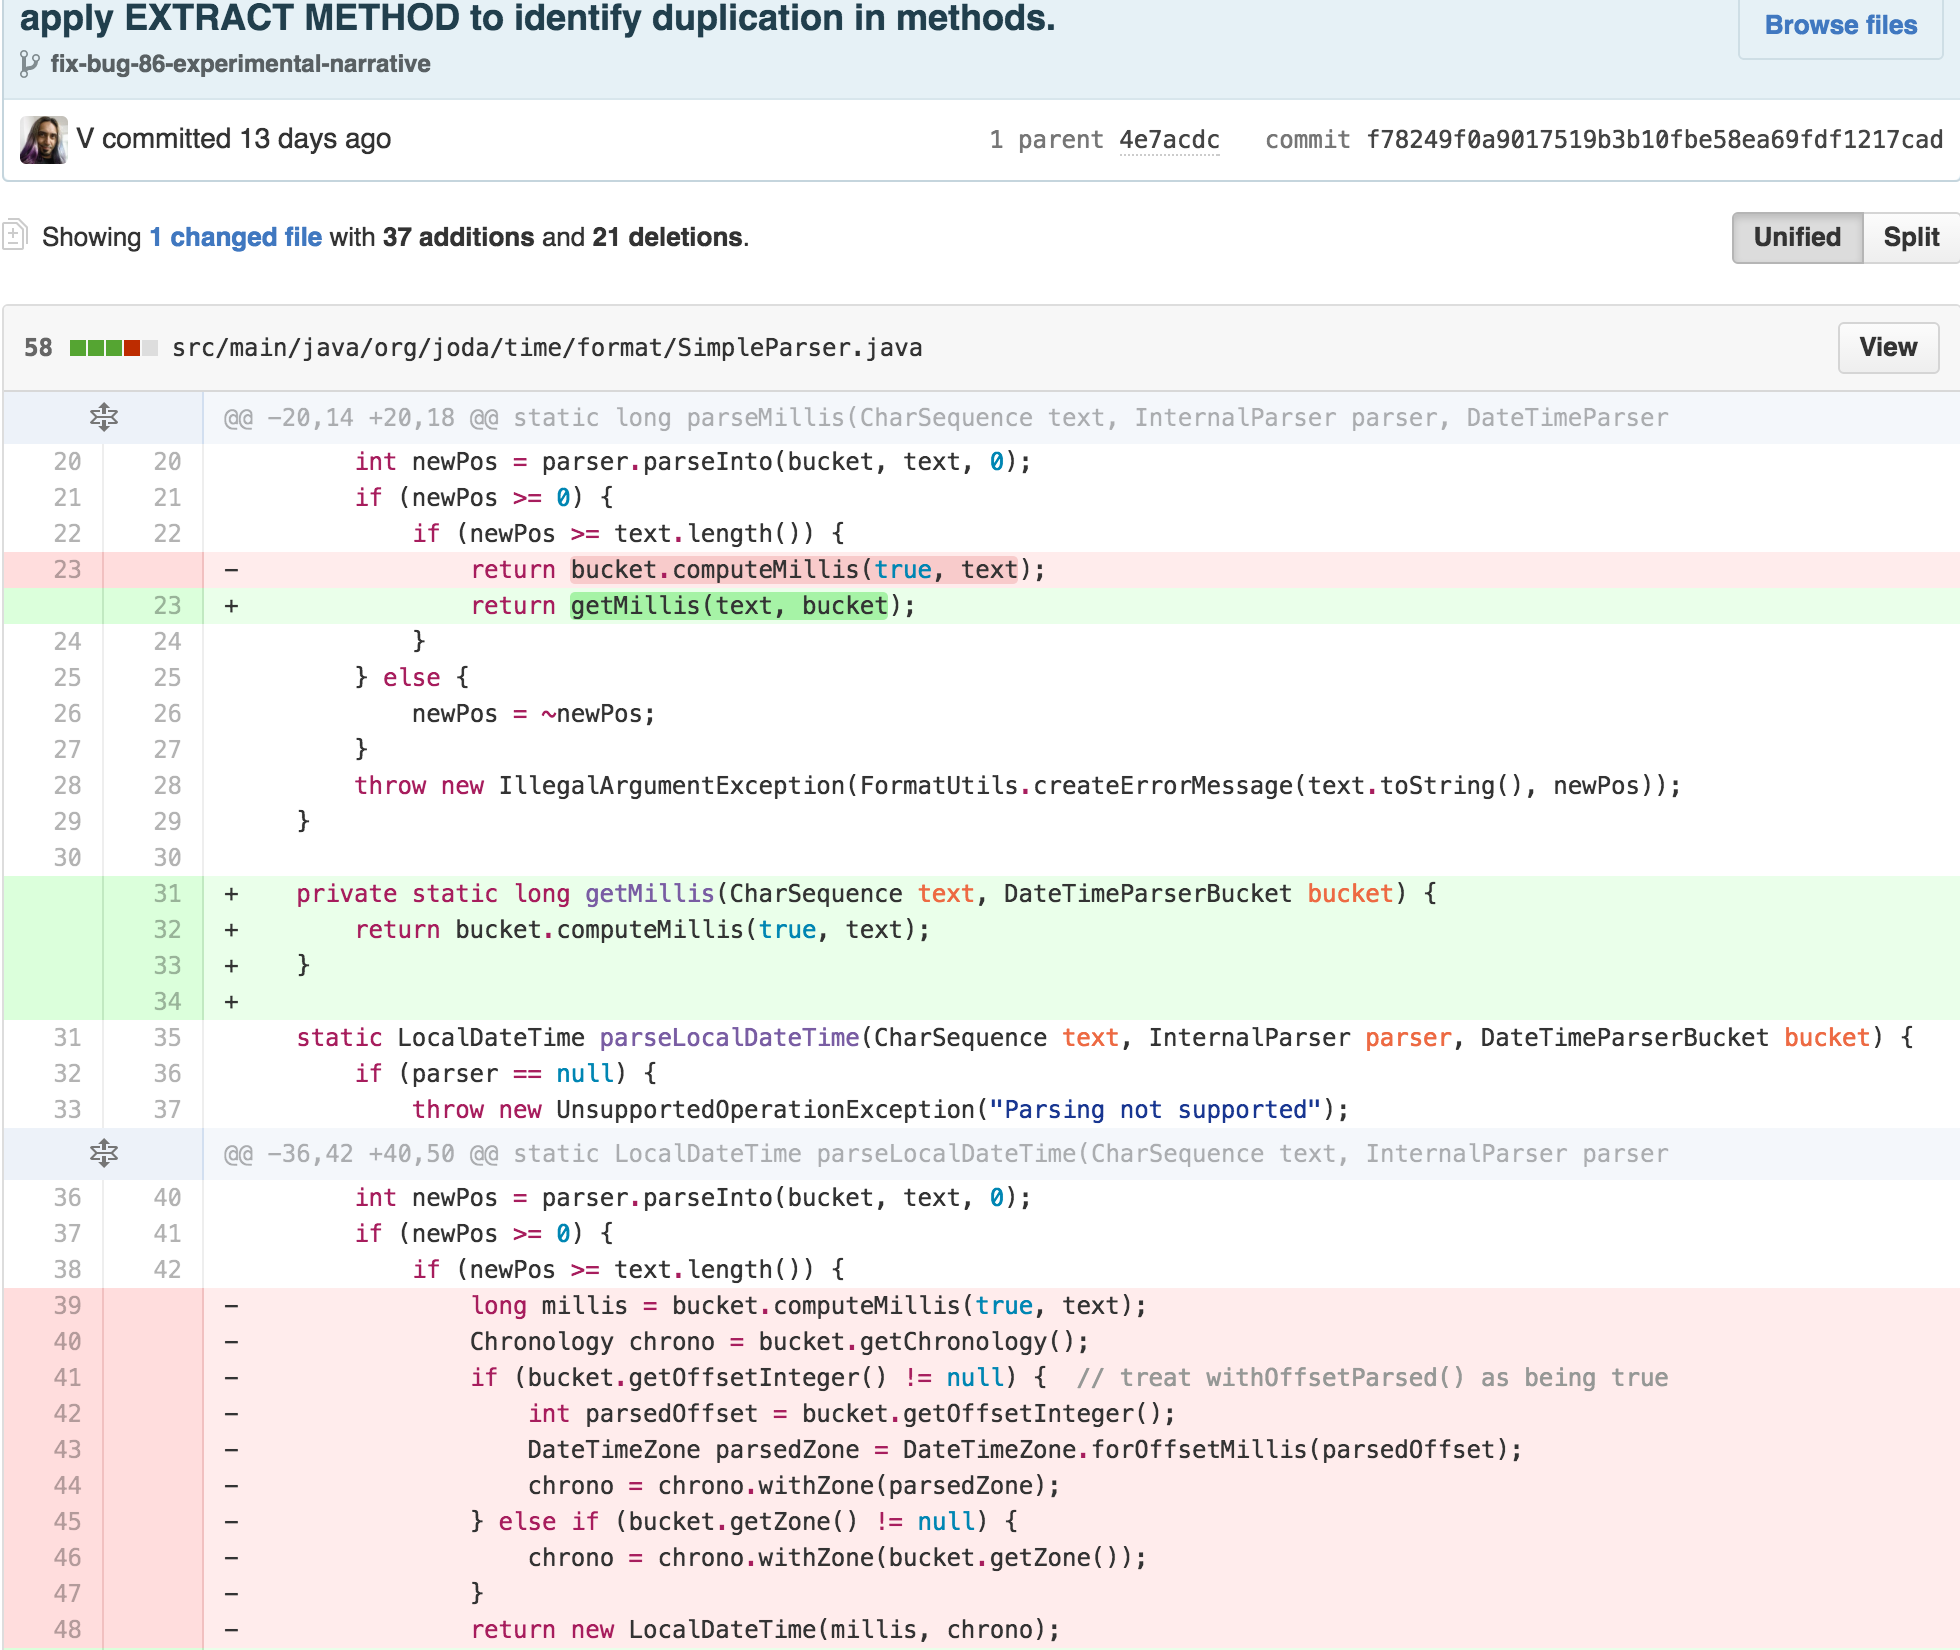 apply EXTRACT METHOD to identify duplication in methods.
Browse files
fix-bug-86-experimental-narrative
V committed 13 days ago
1 parent 4e7acdc commit f78249f0a9017519b3b10fbe58ea69fdf1217cad
Showing 1 changed file with 37 additions and 21 deletions.
Unified Split
58 src/main/java/org/joda/time/format/SimpleParser.java
View
@@ -20,14 +20,18 @@ static long parseMillis(CharSequence text, InternalParser parser, DateTimeParser
20 20 int newPos = parser.parseInto(bucket, text, 0);
21 21 if (newPos >= 0) {
22 22 if (newPos >= text.length()) {
23 - return bucket.computeMillis(true, text);
23 + return getMillis(text, bucket);
24 24 }
25 25 } else {
26 26 newPos = ~newPos;
27 27 }
28 28 throw new IllegalArgumentException(FormatUtils.createErrorMessage(text.toString(), newPos));
29 29 }
30 30
31 + private static long getMillis(CharSequence text, DateTimeParserBucket bucket) {
32 + return bucket.computeMillis(true, text);
33 + }
34 +
31 35 static LocalDateTime parseLocalDateTime(CharSequence text, InternalParser parser, DateTimeParserBucket bucket) {
32 36 if (parser == null) {
33 37 throw new UnsupportedOperationException("Parsing not supported");
@@ -36,42 +40,50 @@ static LocalDateTime parseLocalDateTime(CharSequence text, InternalParser parser
36 40 int newPos = parser.parseInto(bucket, text, 0);
37 41 if (newPos >= 0) {
38 42 if (newPos >= text.length()) {
39 - long millis = bucket.computeMillis(true, text);
40 - Chronology chrono = bucket.getChronology();
41 - if (bucket.getOffsetInteger() != null) { // treat withOffsetParsed() as being true
42 - int parsedOffset = bucket.getOffsetInteger();
43 - DateTimeZone parsedZone = DateTimeZone.forOffsetMillis(parsedOffset);
44 - chrono = chrono.withZone(parsedZone);
45 - } else if (bucket.getZone() != null) {
46 - chrono = chrono.withZone(bucket.getZone());
47 - }
48 - return new LocalDateTime(millis, chrono);